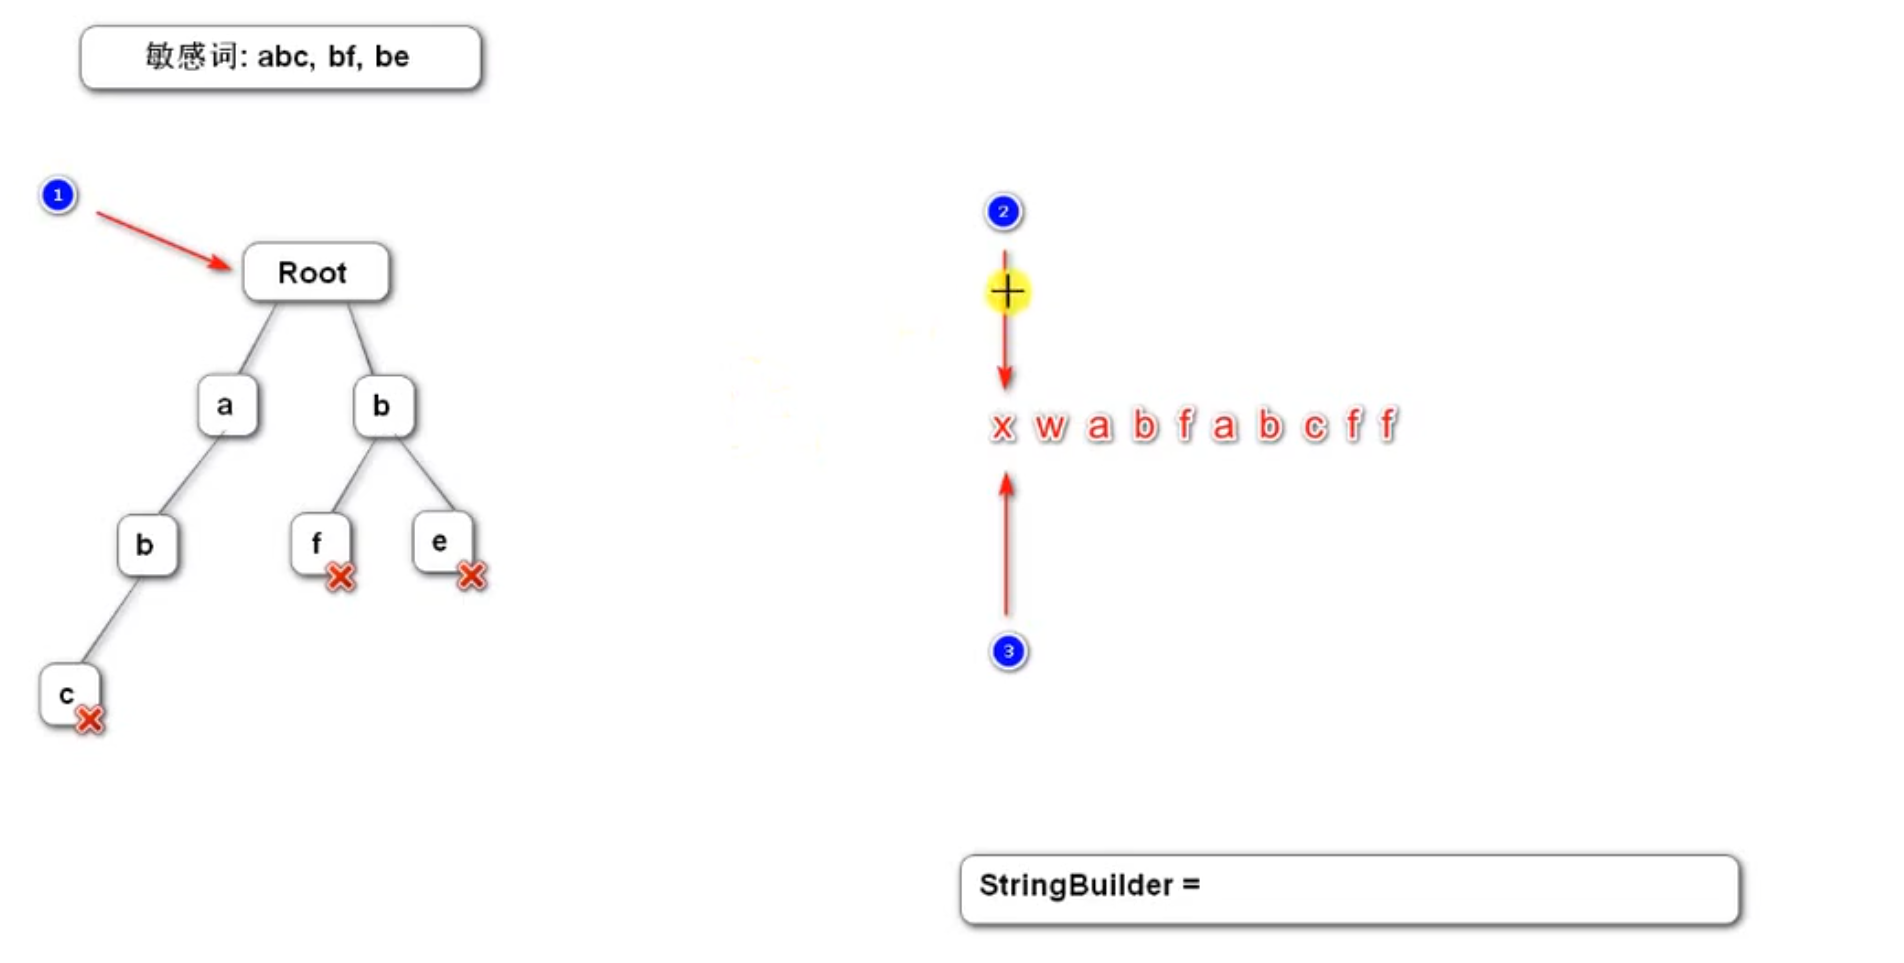 敏感词: abc, bf, be
1
2
Root
a
b
x w a b f a b c f f
b
f
e
3
c
StringBuilder =